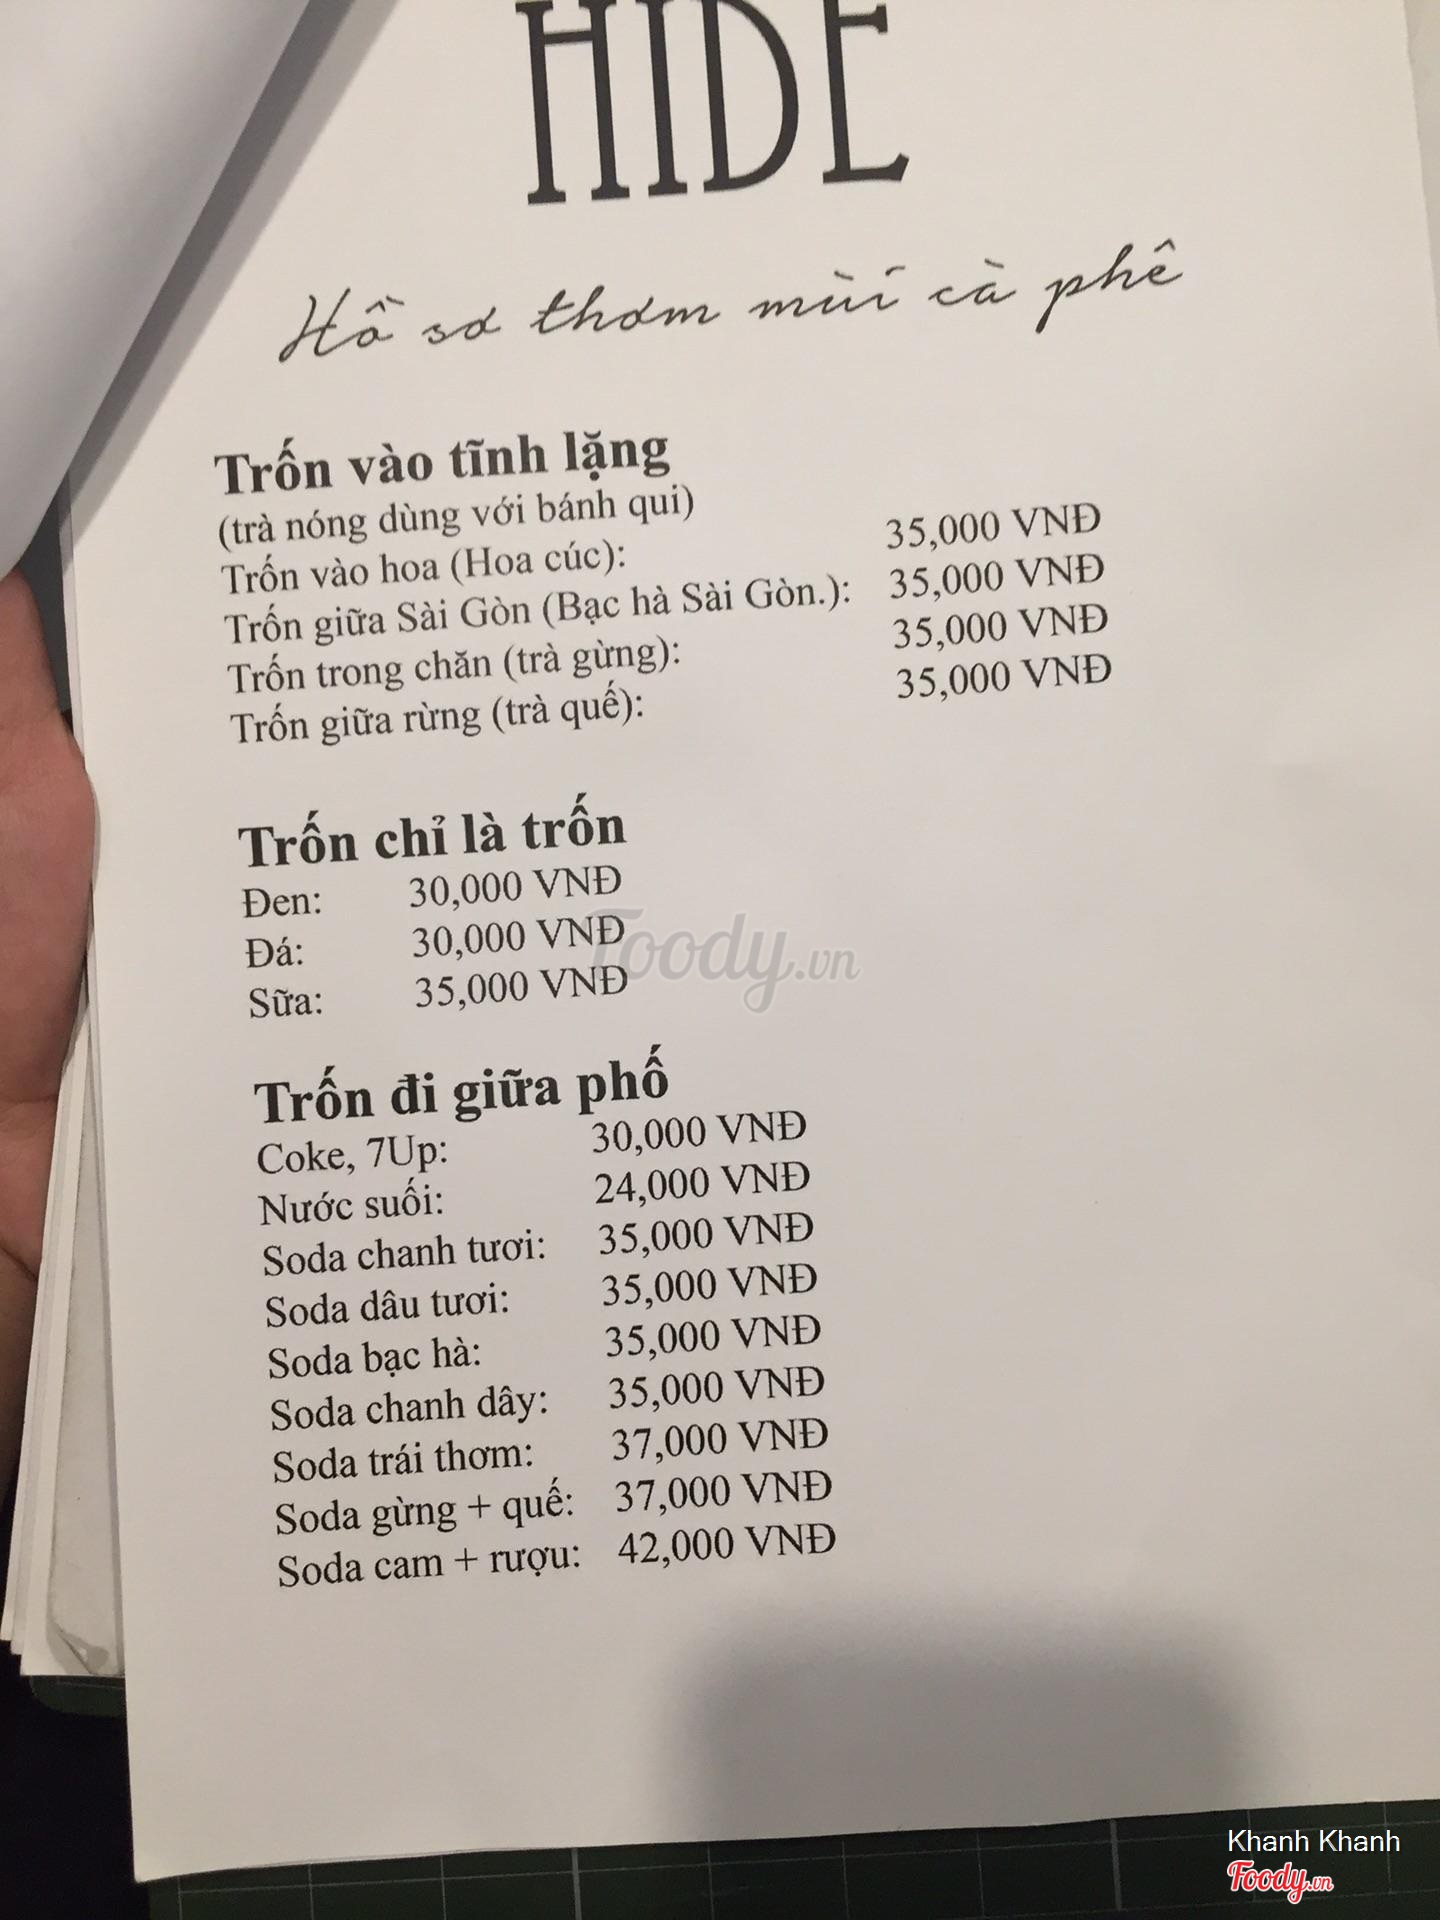 HIDE
Hồ sơ thơm mùi cà phê
Trốn vào tĩnh lặng
(trà nóng dùng với bánh qui)
Trốn vào hoa (Hoa cúc): 35,000 VNĐ
Trốn giữa Sài Gòn (Bạc hà Sài Gòn.): 35,000 VNĐ
Trốn trong chăn (trà gừng): 35,000 VNĐ
Trốn giữa rừng (trà quế): 35,000 VNĐ
Trốn chỉ là trốn
Đen: 30,000 VNĐ
Đá: 30,000 VNĐ
Sữa: 35,000 VNĐ
Foody.vn
Trốn đi giữa phố
Coke, 7Up: 30,000 VNĐ
Nước suối: 24,000 VNĐ
Soda chanh tươi: 35,000 VNĐ
Soda dâu tươi: 35,000 VNĐ
Soda bạc hà: 35,000 VNĐ
Soda chanh dây: 35,000 VNĐ
Soda trái thơm: 37,000 VNĐ
Soda gừng + quế: 37,000 VNĐ
Soda cam + rượu: 42,000 VNĐ
Khanh Khanh
Foody.vn